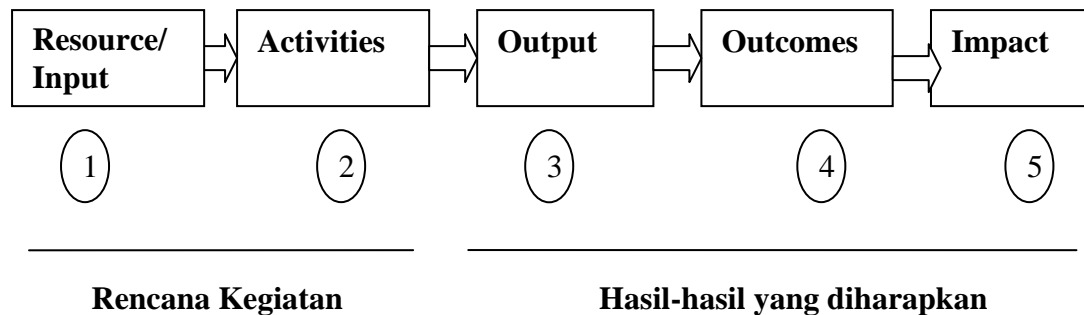 Resource/
Input
Activities
Output
Outcomes
Impact
1
2
3
4
5
Rencana Kegiatan
Hasil-hasil yang diharapkan